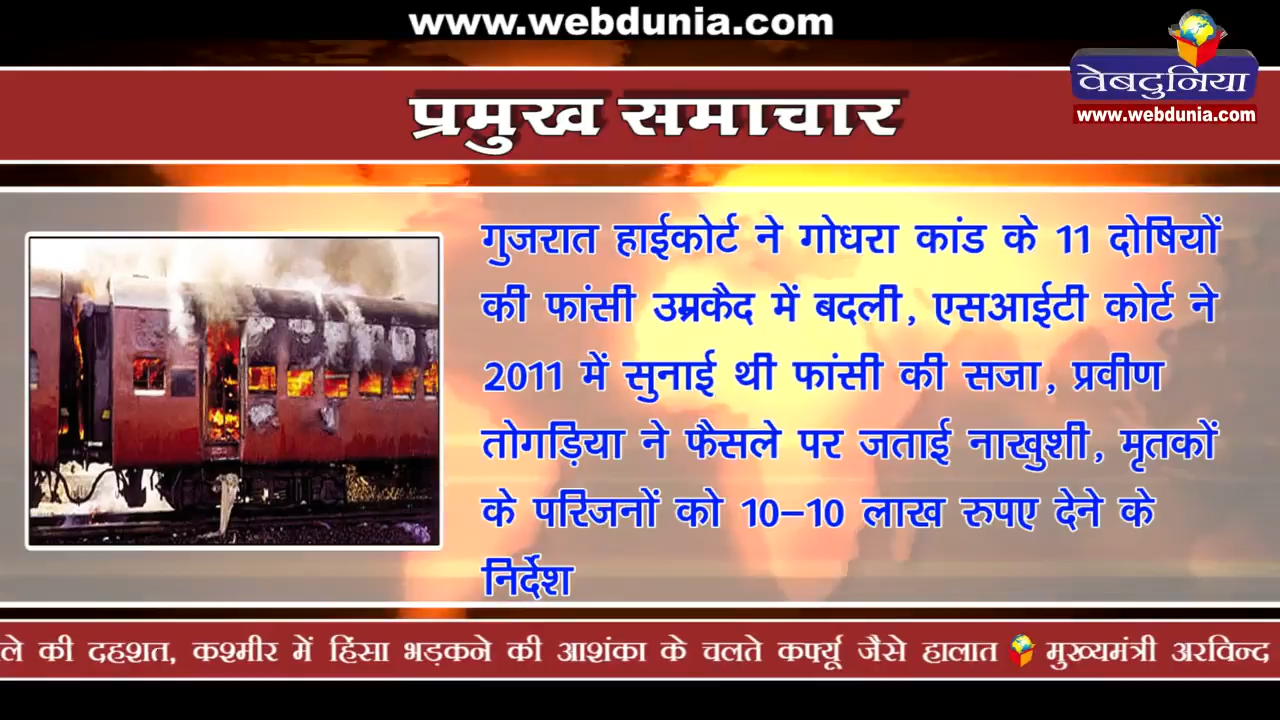 www.webdunia.com
वेबदुनिया
www.webdunia.com
प्रमुख समाचार
गुजरात हाईकोर्ट ने गोधरा कांड के 11 दोषियों
की फांसी उम्रकैद में बदली, एसआईटी कोर्ट ने
2011 में सुनाई थी फांसी की सजा, प्रवीण
तोगड़िया ने फैसले पर जताई नाखुशी, मृतकों
के परिजनों को 10-10 लाख रुपए देने के
निर्देश
ले की दहशत, कश्मीर में हिंसा भड़कने की आशंका के चलते कर्फ्यू जैसे हालात मुख्यमंत्री अरविन्द